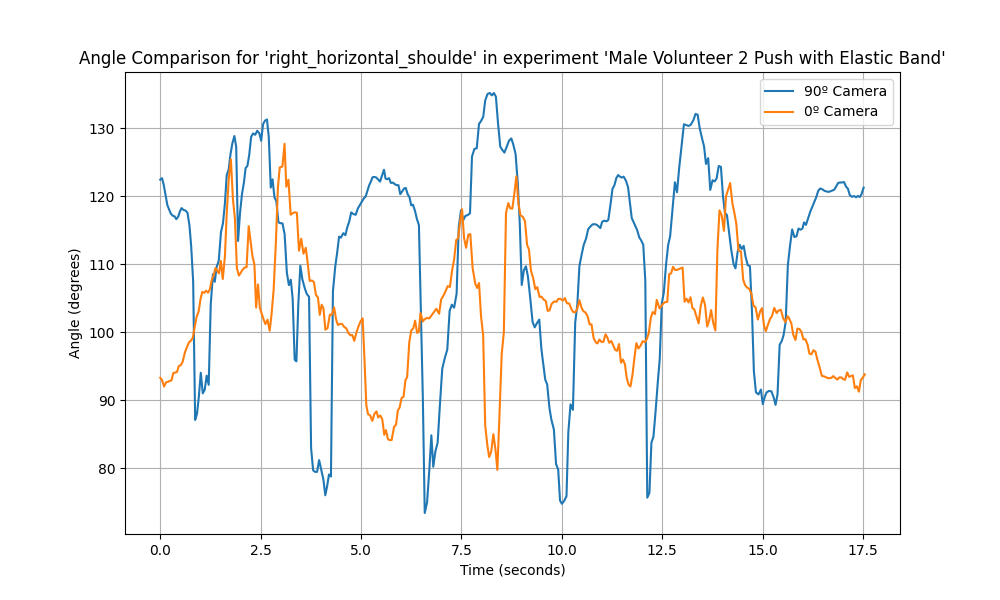 Angle Comparison for 'right_horizontal_shoulde' in experiment 'Male Volunteer 2 Push with Elastic Band'
90º Camera
0º Camera
Angle (degrees)
130
120
110
100
90
80
0.0 2.5 5.0 7.5 10.0 12.5 15.0 17.5
Time (seconds)